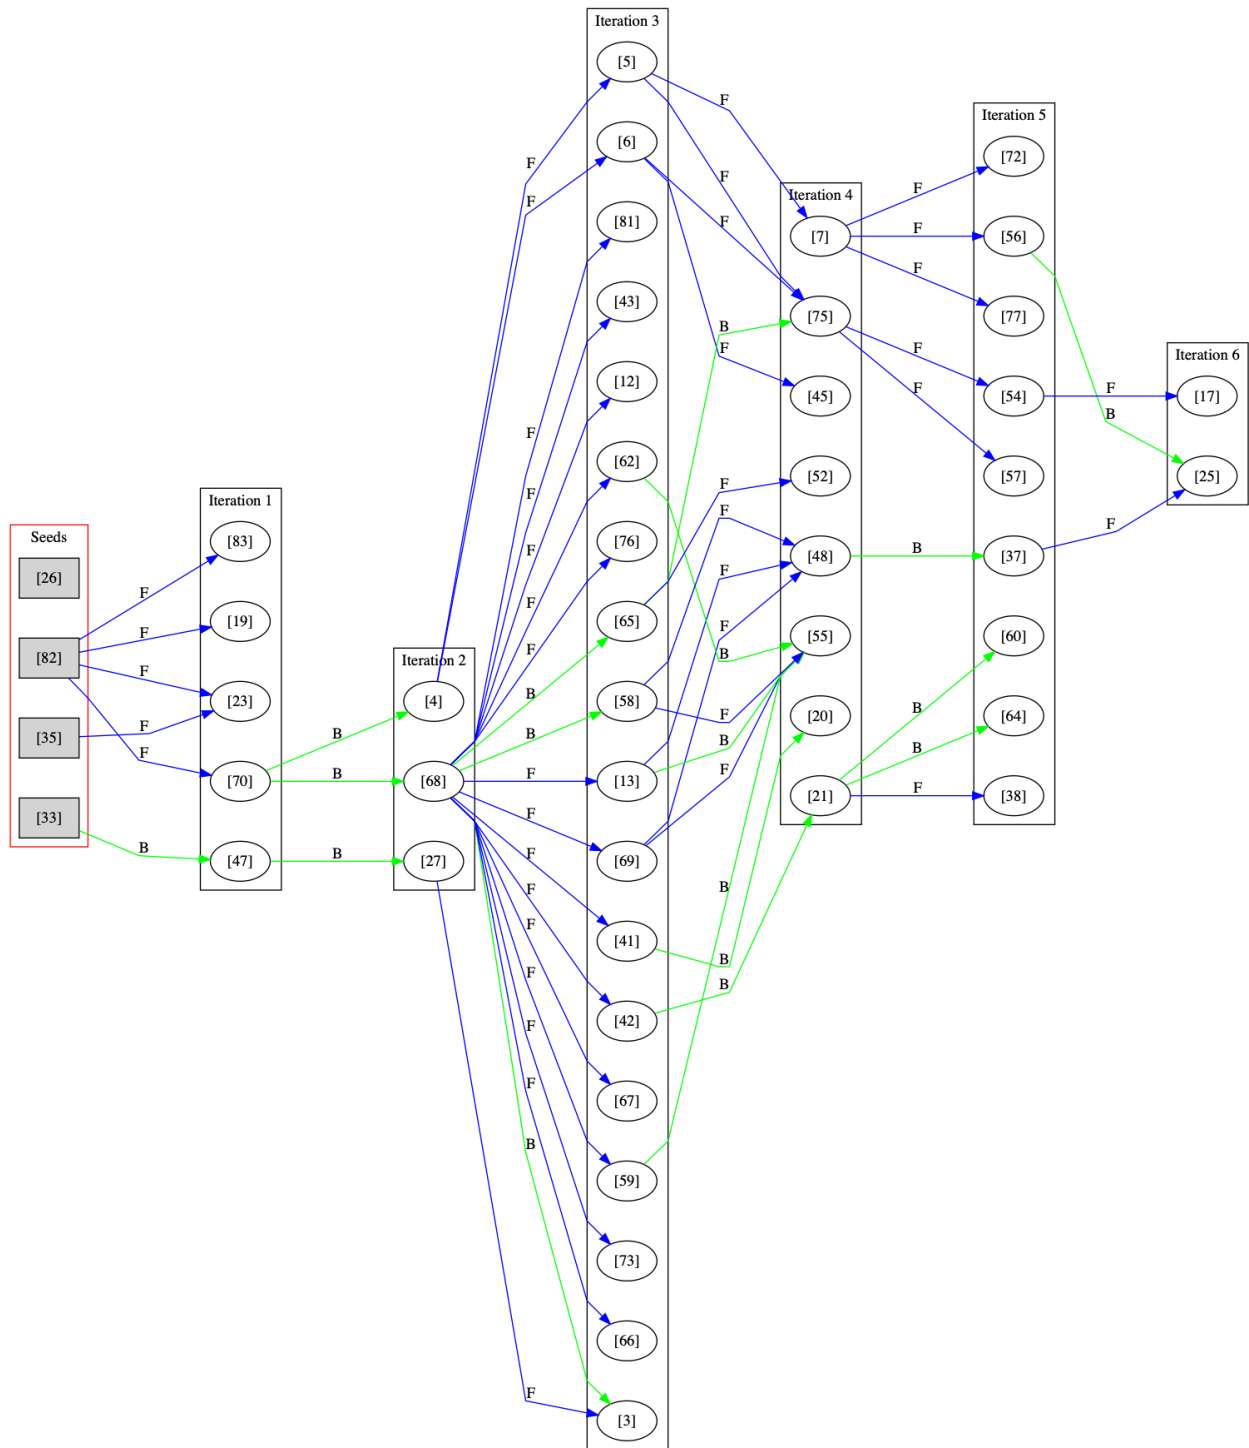 Seeds
[26]
[82]
[35]
[33]
F
F
F
F
F
B
Iteration 1
[83]
[19]
[23]
[70]
[47]
B
B
B
Iteration 2
[4]
[68]
[27]
F
F
F
F
F
F
F
B
B
F
F
F
F
F
F
F
F
B
F
Iteration 3
[5]
[6]
[81]
[43]
[12]
[62]
[76]
[65]
[58]
[13]
[69]
[41]
[42]
[67]
[59]
[73]
[66]
[3]
F
F
F
B
F
F
F
F
F
B
F
B
F
B
B
B
Iteration 4
[7]
[75]
[45]
[52]
[48]
[55]
[20]
[21]
F
F
F
F
F
B
B
B
F
Iteration 5
[72]
[56]
[77]
[54]
[57]
[37]
[60]
[64]
[38]
F
B
F
Iteration 6
[17]
[25]